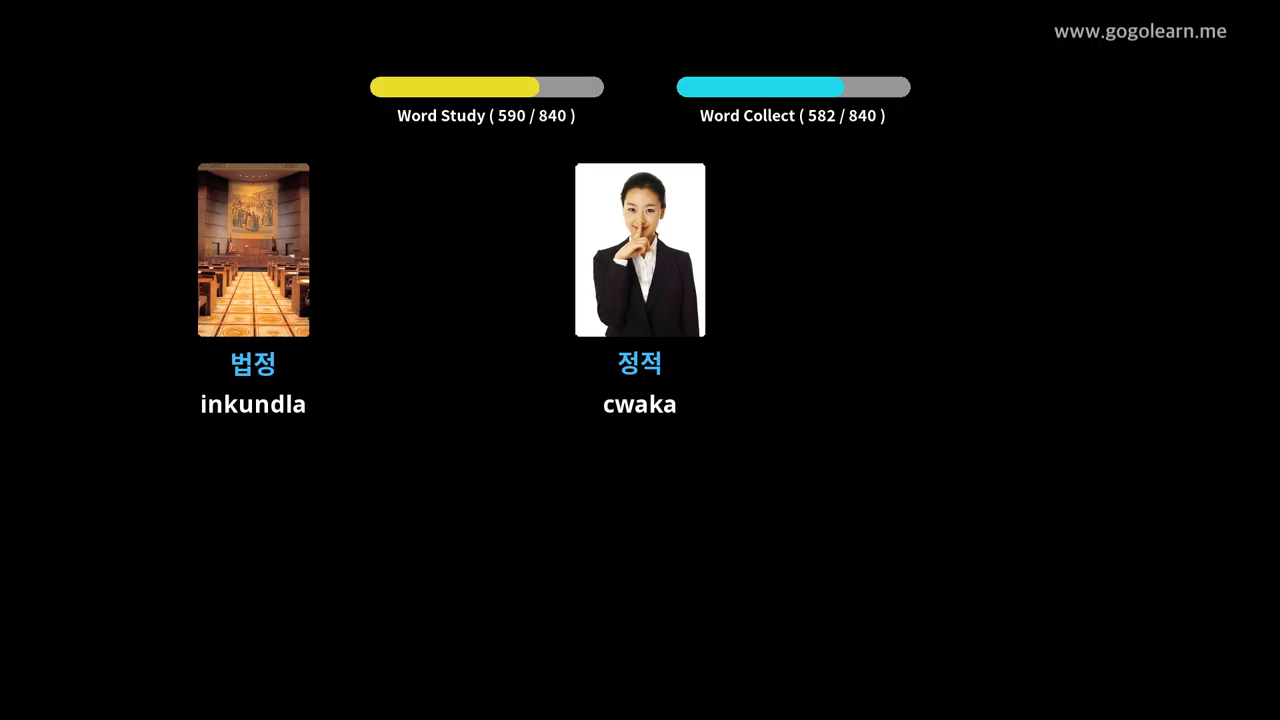 www.gogolearn.me
Word Study ( 590 / 840 )
Word Collect ( 582 / 840 )
법정
정적
inkundla
cwaka